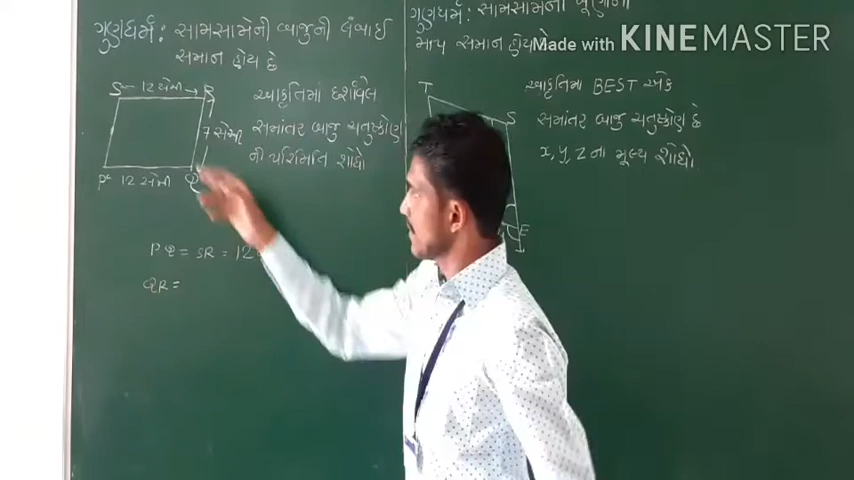 ગુણધર્મ: સામસામેની બાજુની લંબાઈ
સમાન હોય છે
S 12 સેમી R
આકૃતિમાં દર્શાવેલ
7 સેમી સમાંતર બાજુ ચતુષ્કોણ
ની પરિમિતિ શોધો
P 12 સેમી Q
PQ = SR = 12
QR =
ગુણધર્મ: સામસામેના ખૂણાના
માપ સમાન હોય
Made with KINEMASTER
T આકૃતિમાં BEST એક
S સમાંતર બાજુ ચતુષ્કોણ છે
x, y, z ના મૂલ્ય શોધો
E